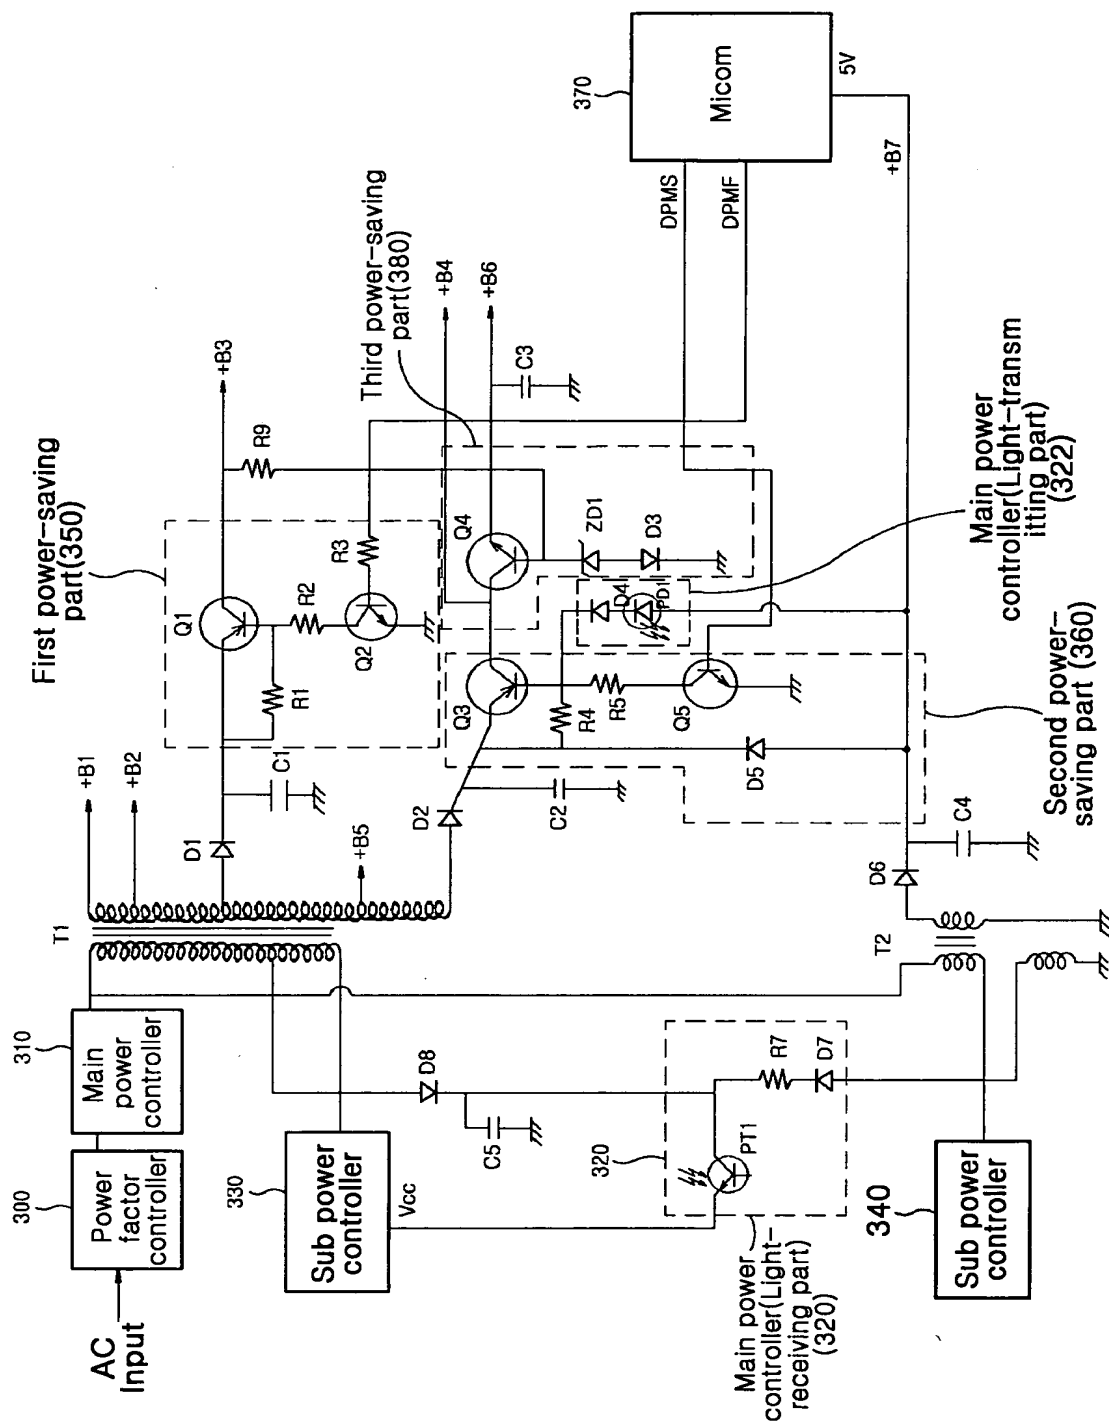 AC
Input
300
Power
factor
controller
310
Main
power
controller
330
Sub power
controller
Vcc
T1
+B1
+B2
+B5
D1
C1
First power-saving
part(350)
Q1
R1
R2
Q2
R3
R9
+B3
Third power-saving
part(380)
+B4
+B6
C3
D2
C2
Q3
Q4
R4
R5
Q5
D4
PD1
ZD1
D3
D5
370
Micom
DPMS
DPMF
5V
+B7
Main power
controller(Light-transm
itting part)
(322)
Second power-
saving part (360)
D8
C5
320
PT1
R7
D7
Main power
controller(Light-
receiving part)
(320)
340
Sub power
controller
T2
D6
C4